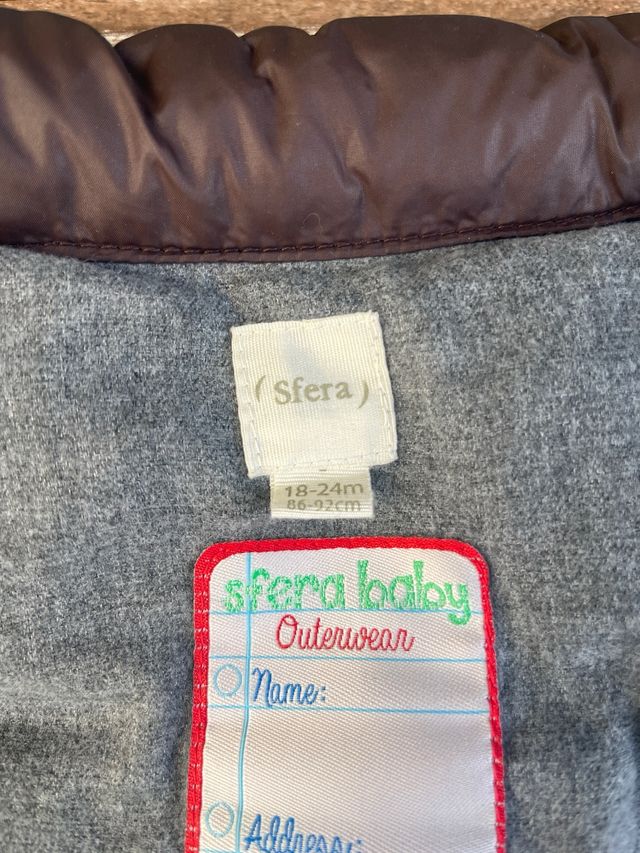 ( Sfera )
18-24m
86-92cm
sfera baby
Outerwear
Name:
Address: